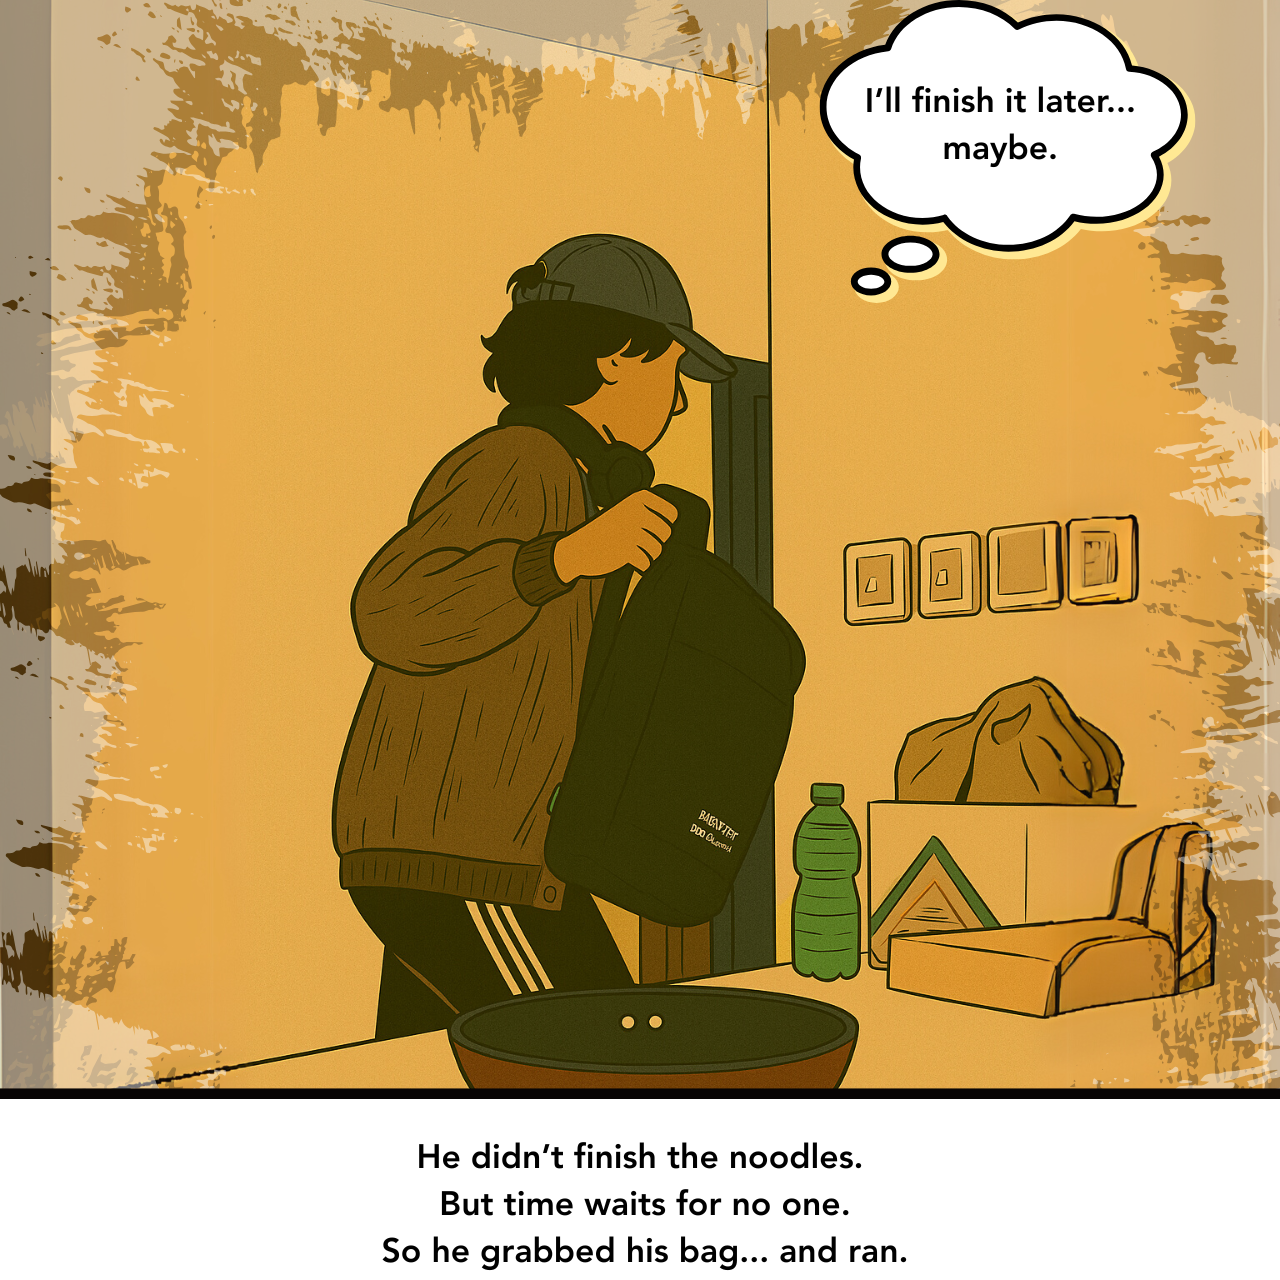 I’ll finish it later...
maybe.
He didn’t finish the noodles.
But time waits for no one.
So he grabbed his bag... and ran.